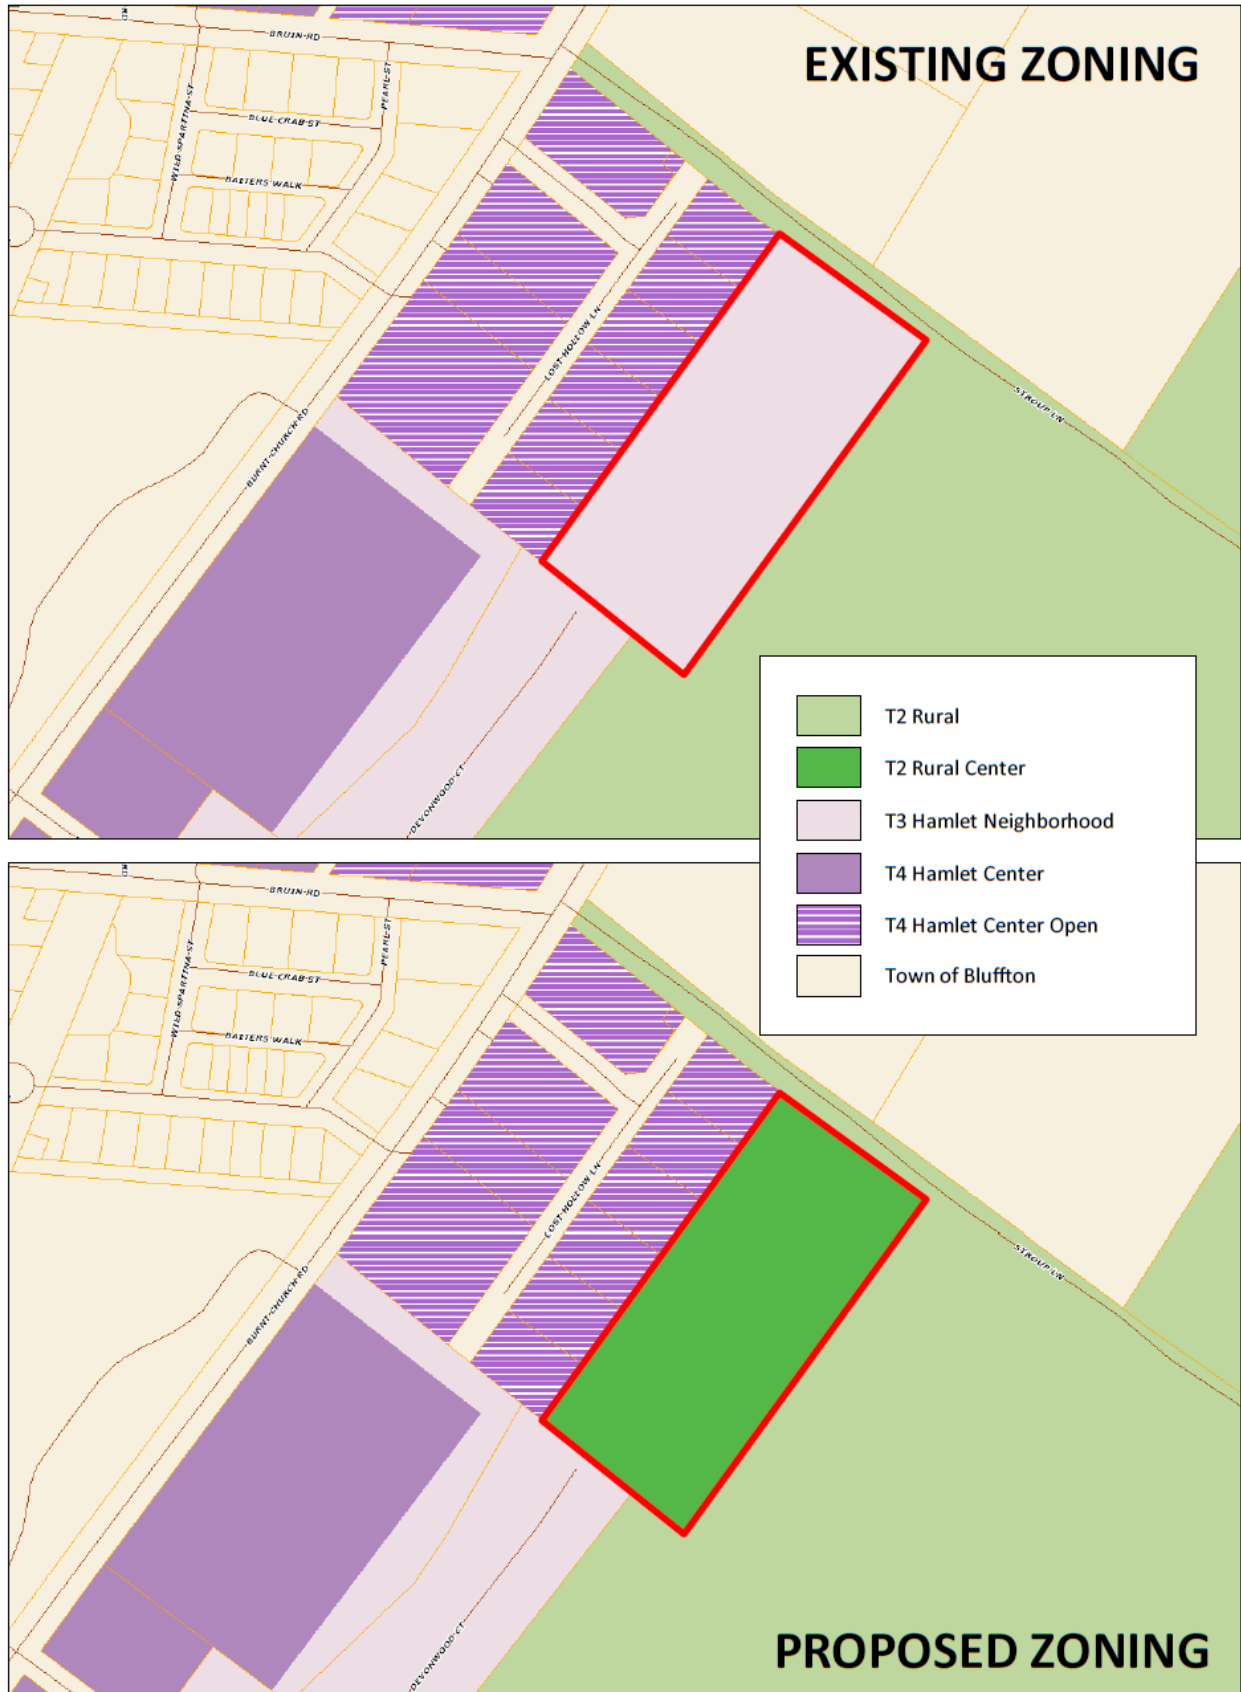 RD
BRUIN RD
EXISTING ZONING
PEARL ST
WILD SPARTINA ST
BLUE CRAB ST
BAITERS WALK
LOST HOLLOW LN
STROUP LN
BURNT CHURCH RD
DEVONWOOD CT
T2 Rural
T2 Rural Center
T3 Hamlet Neighborhood
T4 Hamlet Center
T4 Hamlet Center Open
Town of Bluffton
RD
BRUIN RD
PEARL ST
WILD SPARTINA ST
BLUE CRAB ST
BAITERS WALK
LOST HOLLOW LN
STROUP LN
BURNT CHURCH RD
DEVONWOOD CT
PROPOSED ZONING